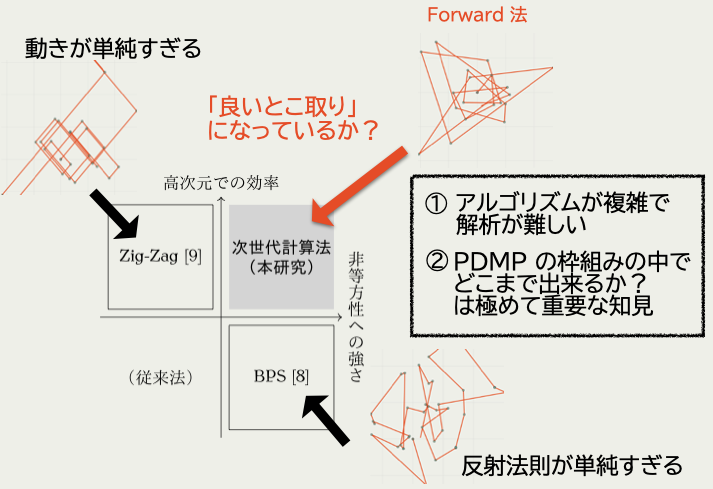 Forward 法
動きが単純すぎる
「良いとこ取り」
になっているか？
高次元での効率
① アルゴリズムが複雑で
解析が難しい
② PDMP の枠組みの中で
どこまで出来るか？
は極めて重要な知見
Zig-Zag [9]
次世代計算法
（本研究）
非等方性への強さ
（従来法）
BPS [8]
反射法則が単純すぎる